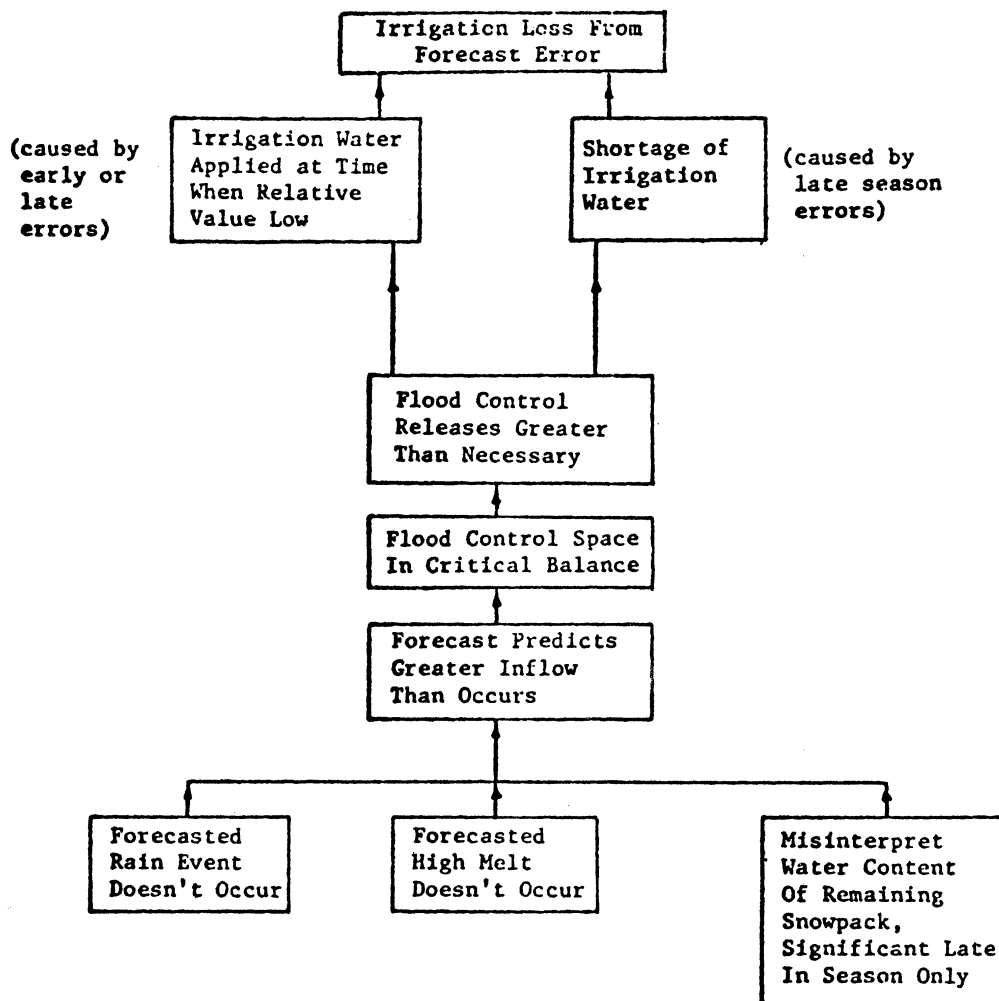 Irrigation Loss From
Forecast Error
(caused by
early or
late
errors)
Irrigation Water
Applied at Time
When Relative
Value Low
Shortage of
Irrigation
Water
(caused by
late season
errors)
Flood Control
Releases Greater
Than Necessary
Flood Control Space
In Critical Balance
Forecast Predicts
Greater Inflow
Than Occurs
Forecasted
Rain Event
Doesn't Occur
Forecasted
High Melt
Doesn't Occur
Misinterpret
Water Content
Of Remaining
Snowpack,
Significant Late
In Season Only